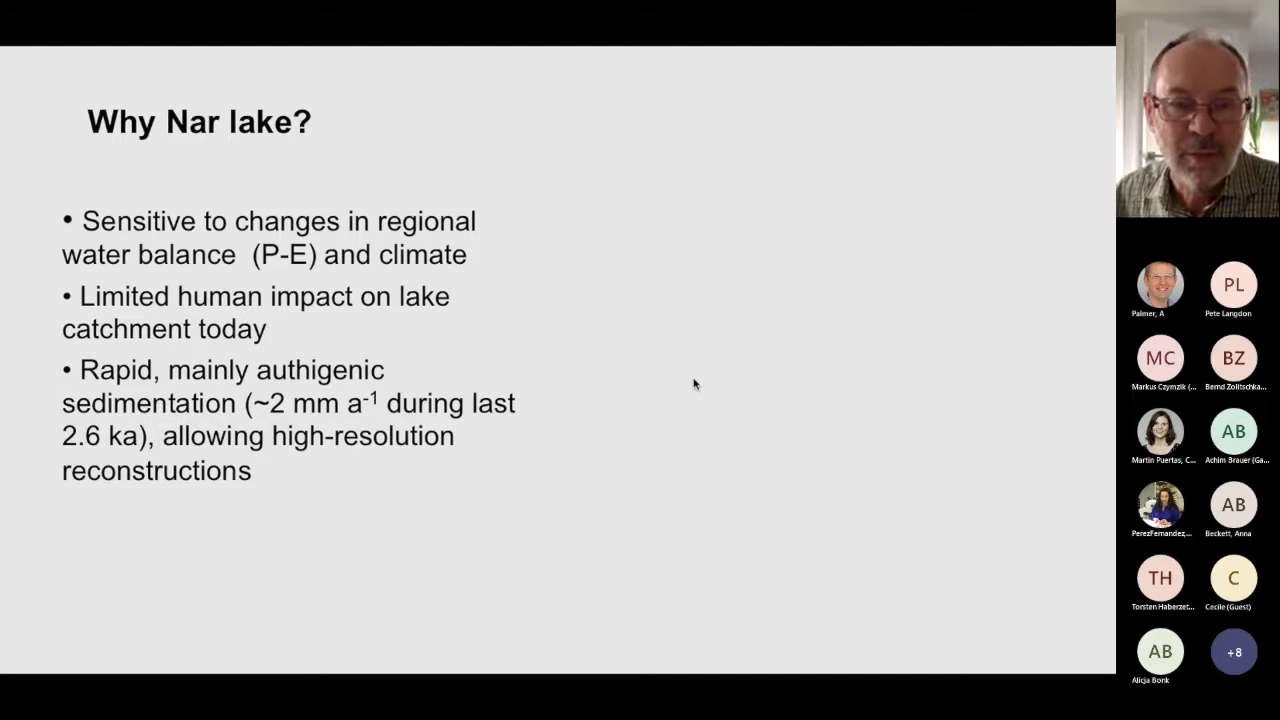 Why Nar lake?
• Sensitive to changes in regional
water balance  (P-E) and climate
• Limited human impact on lake
catchment today
• Rapid, mainly authigenic
sedimentation (~2 mm a⁻¹ during last
2.6 ka), allowing high-resolution
reconstructions
Palmer, A
PL
Pete Langdon
MC
Markus Czymzik (...
BZ
Bernd Zolitschka...
Martin Puertas, C...
AB
Achim Brauer (Ga...
PerezFernandez,...
AB
Beckett, Anna
TH
Torsten Haberzet...
C
Cecile (Guest)
AB
Alicja Bonk
+8